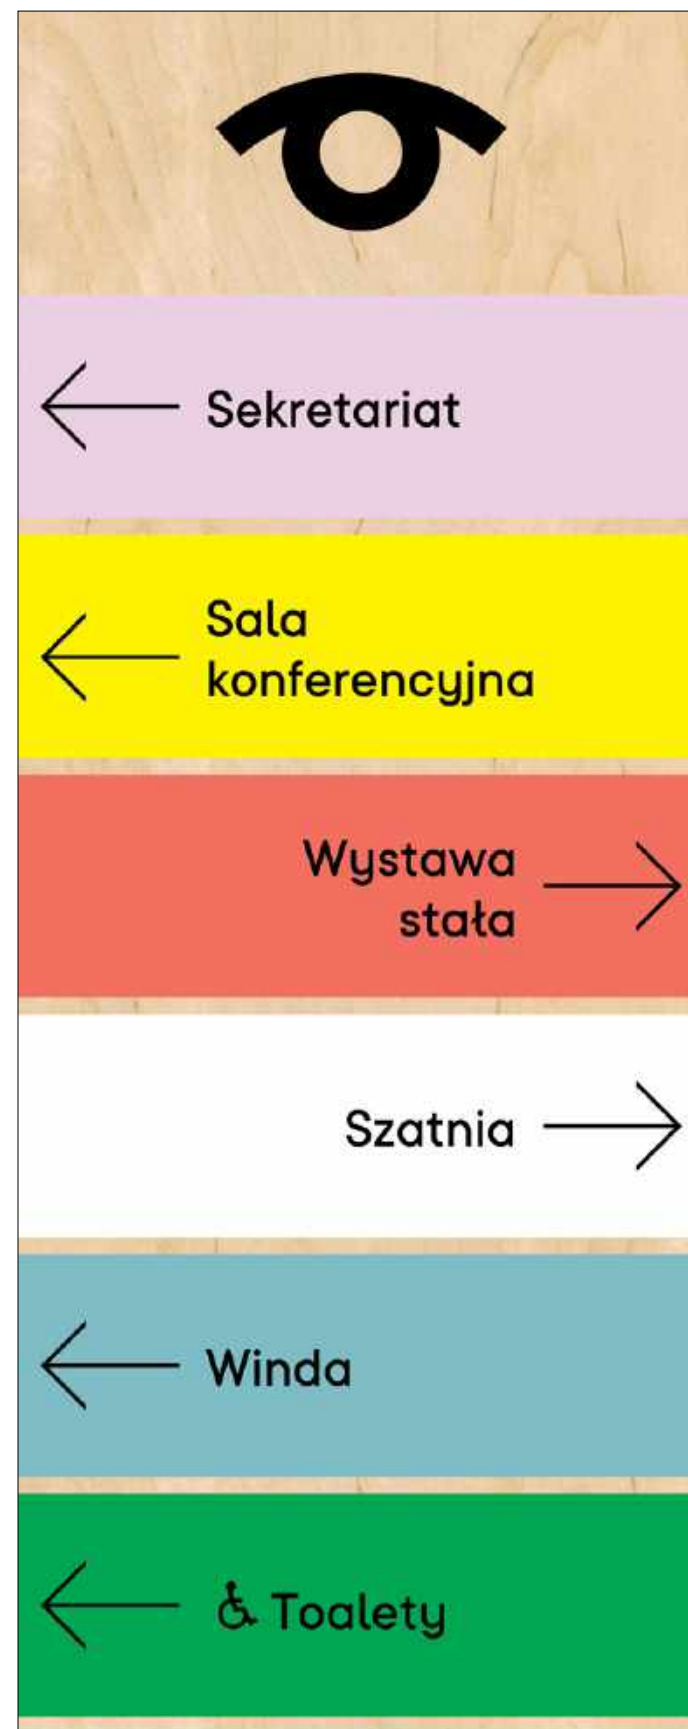 Sekretariat
Sala
konferencyjna
Wystawa
stała
Szatnia
Winda
Toalety